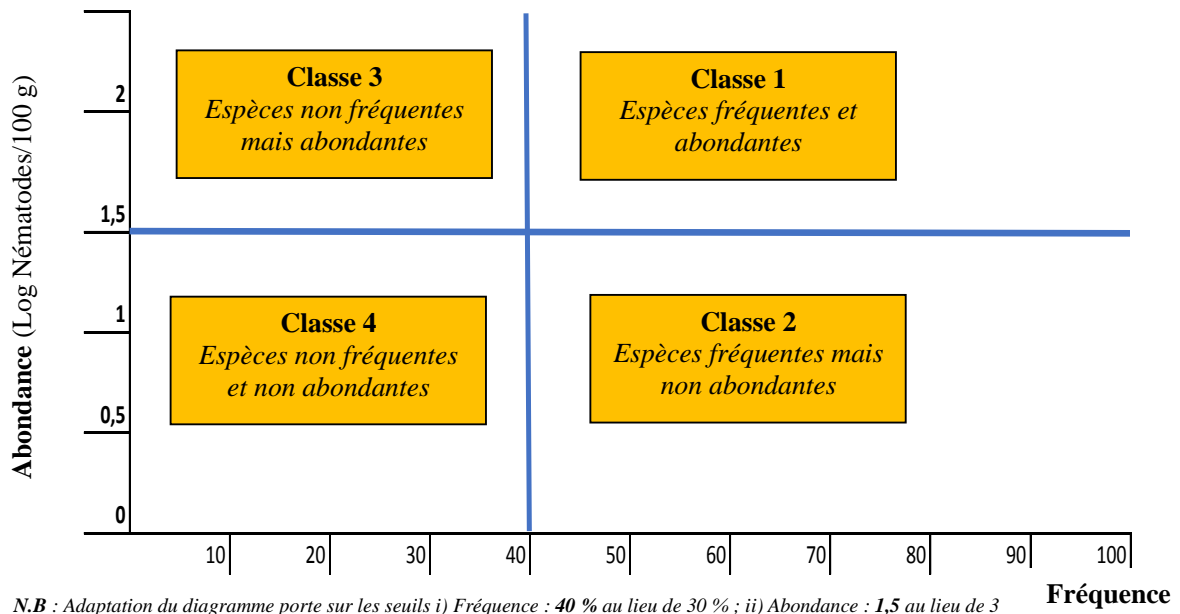 Abondance (Log Nématodes/100 g)
2
1,5
1
0,5
0
Classe 3
Espèces non fréquentes
mais abondantes
Classe 1
Espèces fréquentes et
abondantes
Classe 4
Espèces non fréquentes
et non abondantes
Classe 2
Espèces fréquentes mais
non abondantes
10 20 30 40 50 60 70 80 90 100
Fréquence
N.B : Adaptation du diagramme porte sur les seuils i) Fréquence : 40 % au lieu de 30 % ; ii) Abondance : 1,5 au lieu de 3